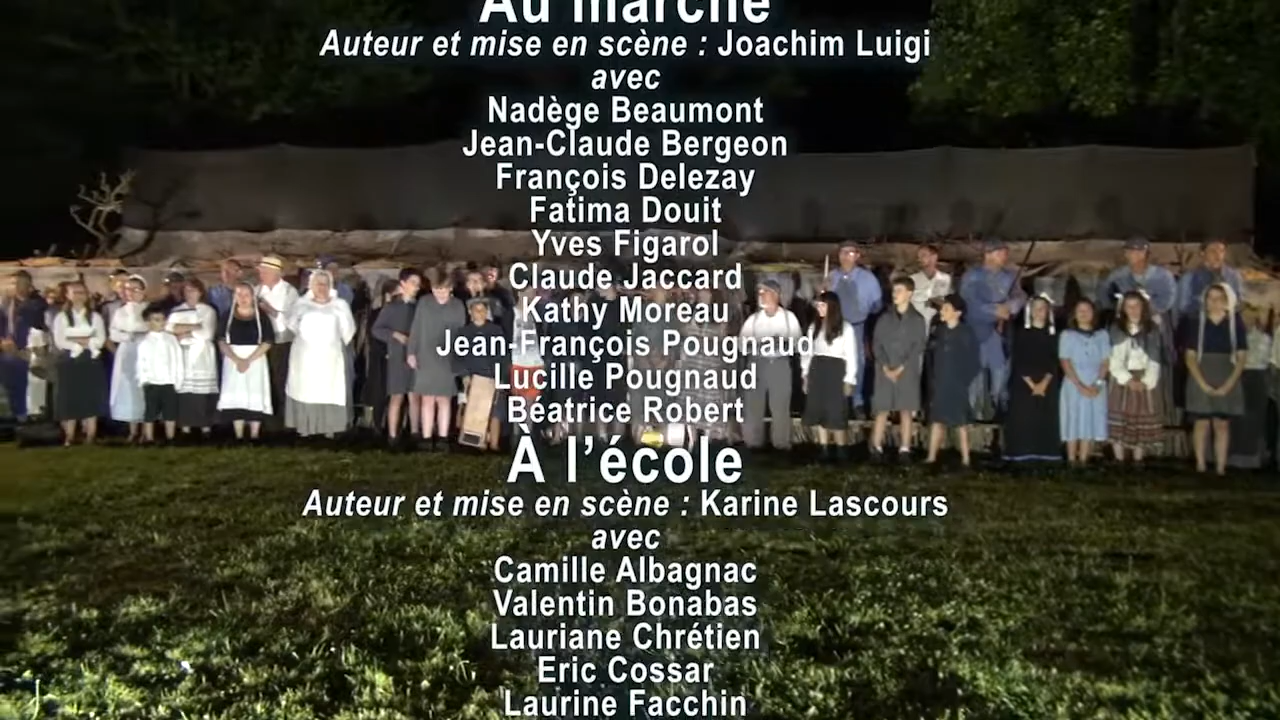 Au marché
Auteur et mise en scène : Joachim Luigi
avec
Nadège Beaumont
Jean-Claude Bergeon
François Delezay
Fatima Douit
Yves Figarol
Claude Jaccard
Kathy Moreau
Jean-François Pougnaud
Lucille Pougnaud
Béatrice Robert
À l’école
Auteur et mise en scène : Karine Lascours
avec
Camille Albagnac
Valentin Bonabas
Lauriane Chrétien
Eric Cossar
Laurine Facchin